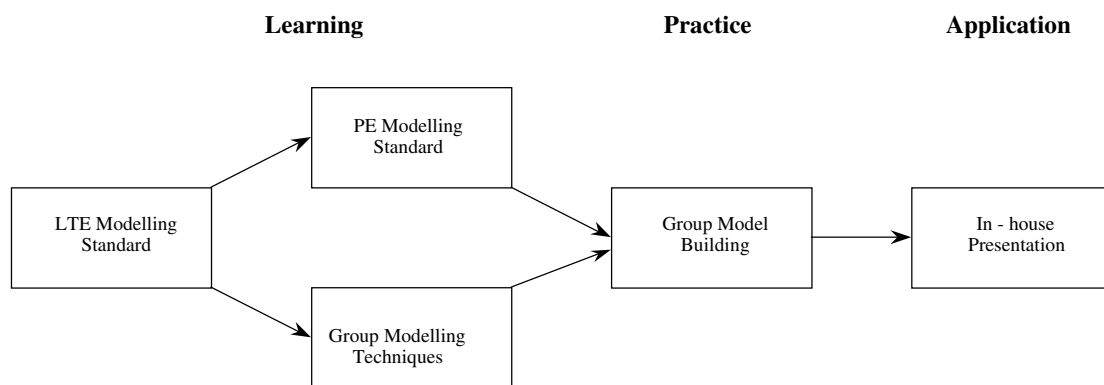 Learning
Practice
Application
PE Modelling
Standard
LTE Modelling
Standard
Group Model
Building
In - house
Presentation
Group Modelling
Techniques